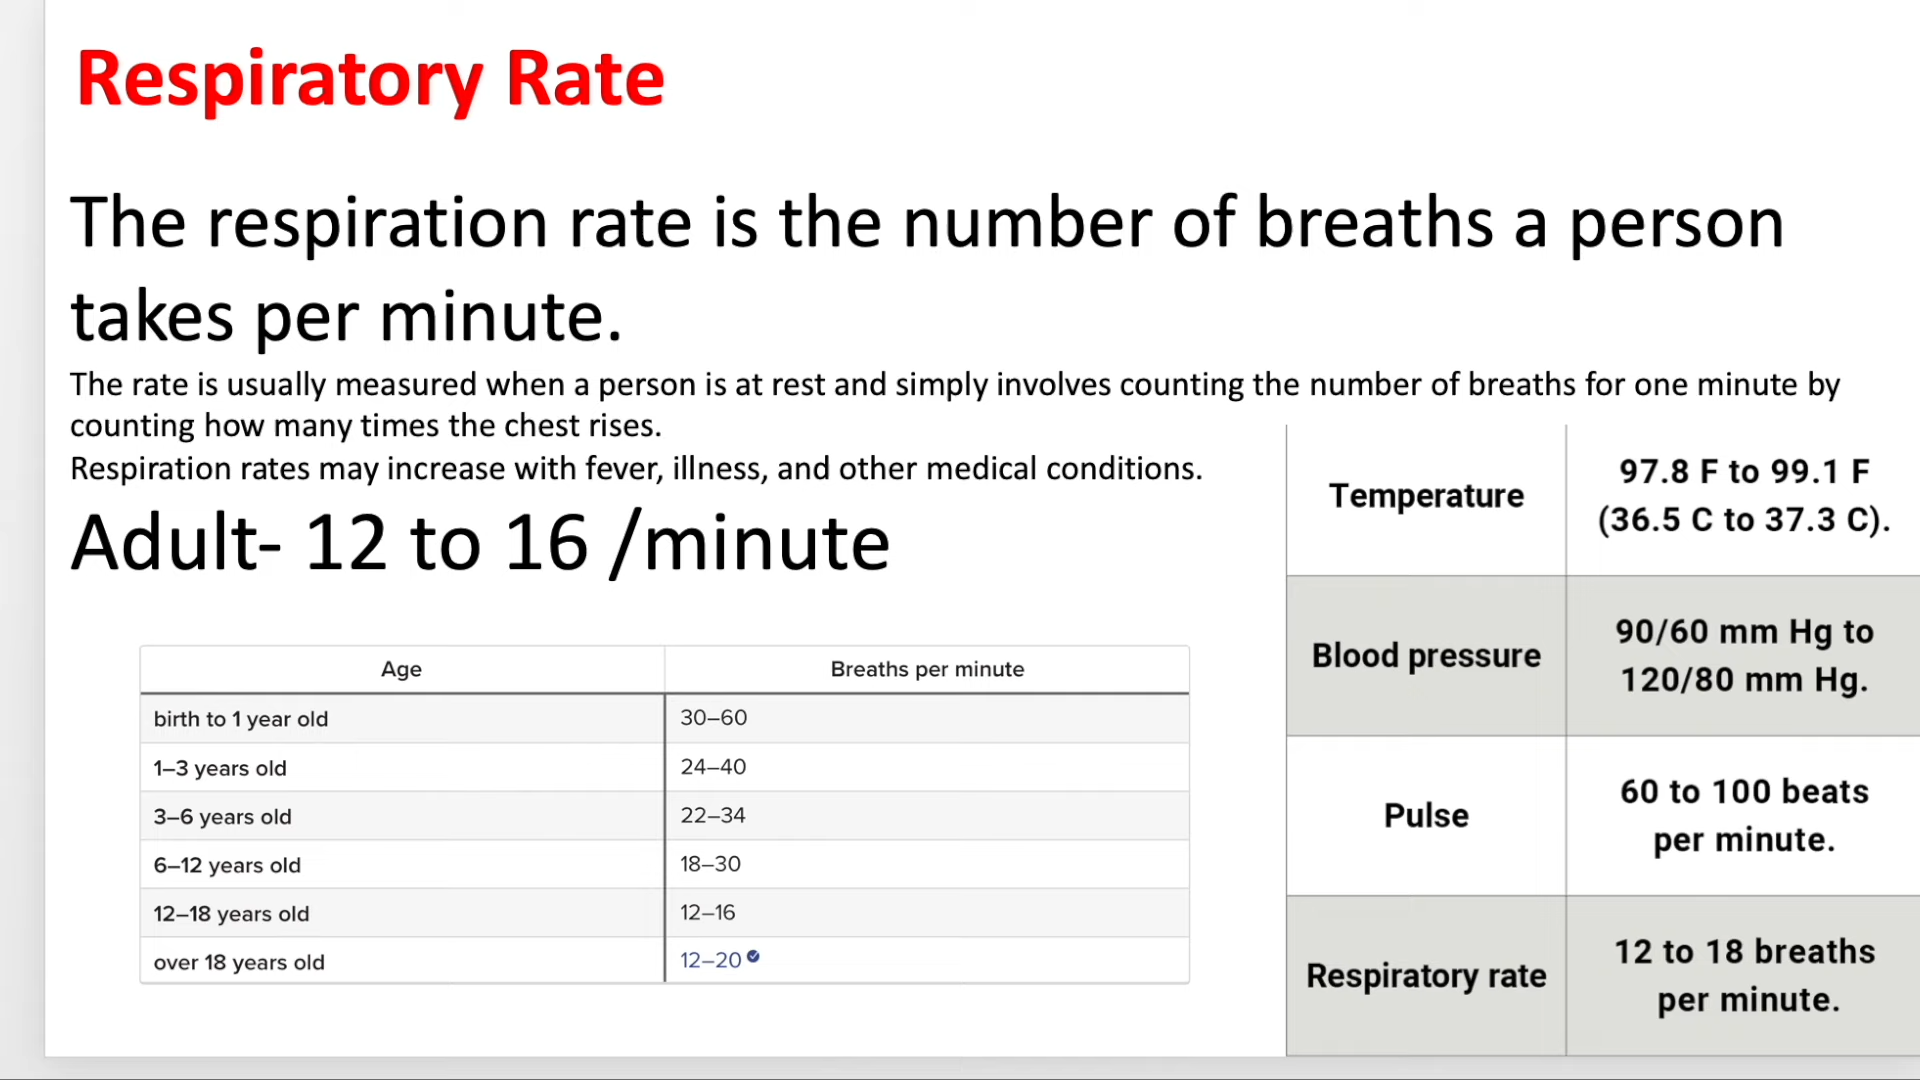 Respiratory Rate
The respiration rate is the number of breaths a person
takes per minute.
The rate is usually measured when a person is at rest and simply involves counting the number of breaths for one minute by
counting how many times the chest rises.
Respiration rates may increase with fever, illness, and other medical conditions.
Adult- 12 to 16 /minute
Age Breaths per minute
birth to 1 year old 30–60
1–3 years old 24–40
3–6 years old 22–34
6–12 years old 18–30
12–18 years old 12–16
over 18 years old 12–20
Temperature
97.8 F to 99.1 F
(36.5 C to 37.3 C).
Blood pressure
90/60 mm Hg to
120/80 mm Hg.
Pulse
60 to 100 beats
per minute.
Respiratory rate
12 to 18 breaths
per minute.